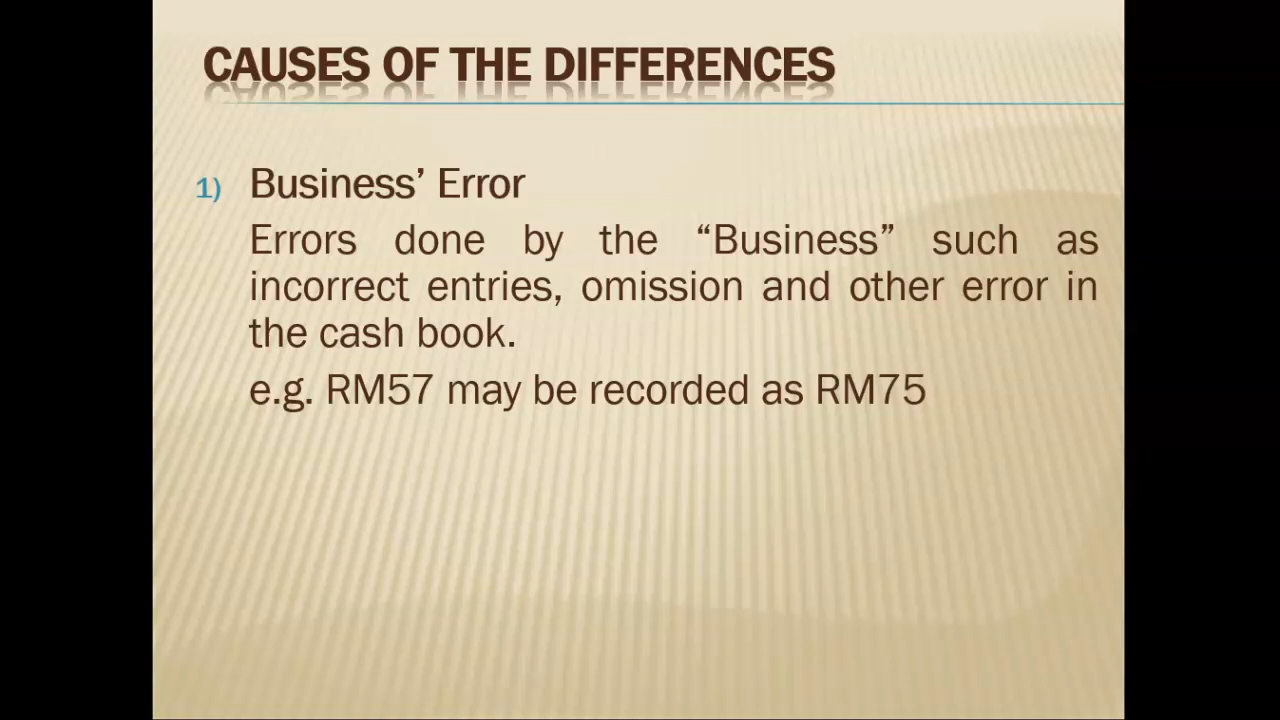 CAUSES OF THE DIFFERENCES
1) Business’ Error
Errors done by the “Business” such as
incorrect entries, omission and other error in
the cash book.
e.g. RM57 may be recorded as RM75